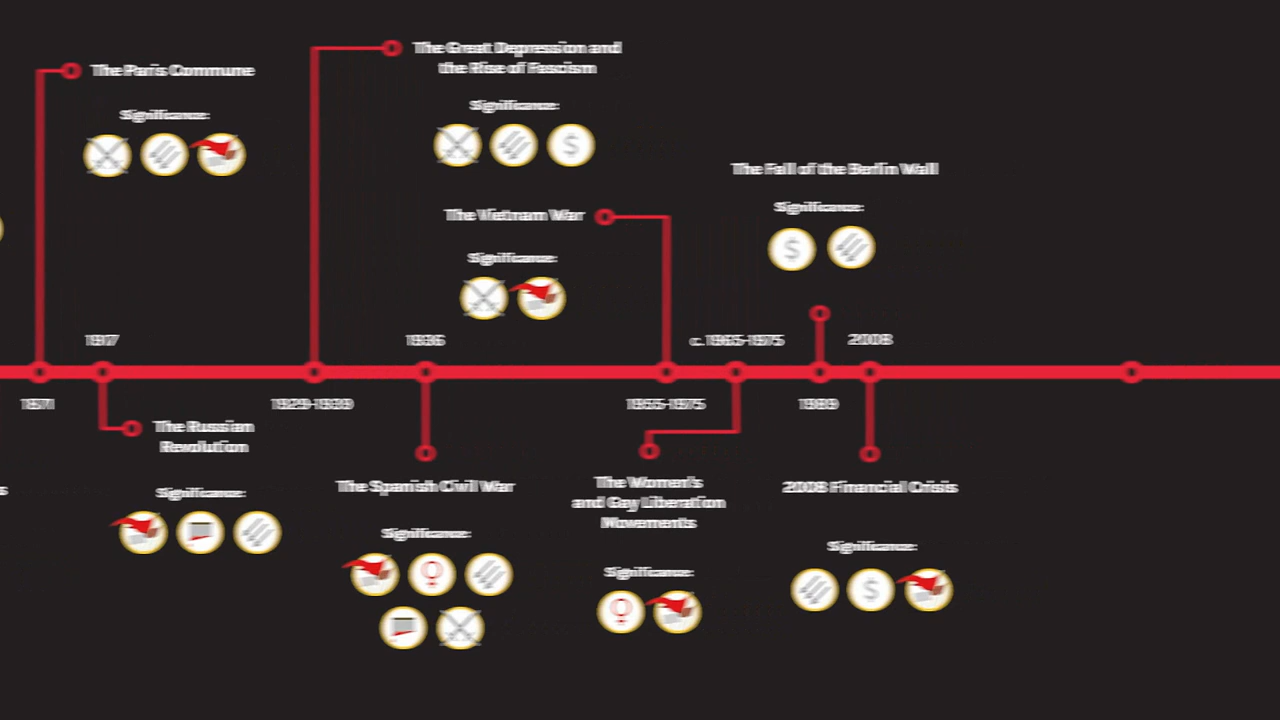 The Paris Commune
Significance:
The Great Depression and
the Rise of Fascism
Significance:
The Vietnam War
Significance:
The Fall of the Berlin Wall
Significance:
1917
1936
c. 1965-1975
2008
1871
1929-1939
1955-1975
1989
The Russian
Revolution
Significance:
The Spanish Civil War
Significance:
The Women's
and Gay Liberation
Movements
Significance:
2008 Financial Crisis
Significance: